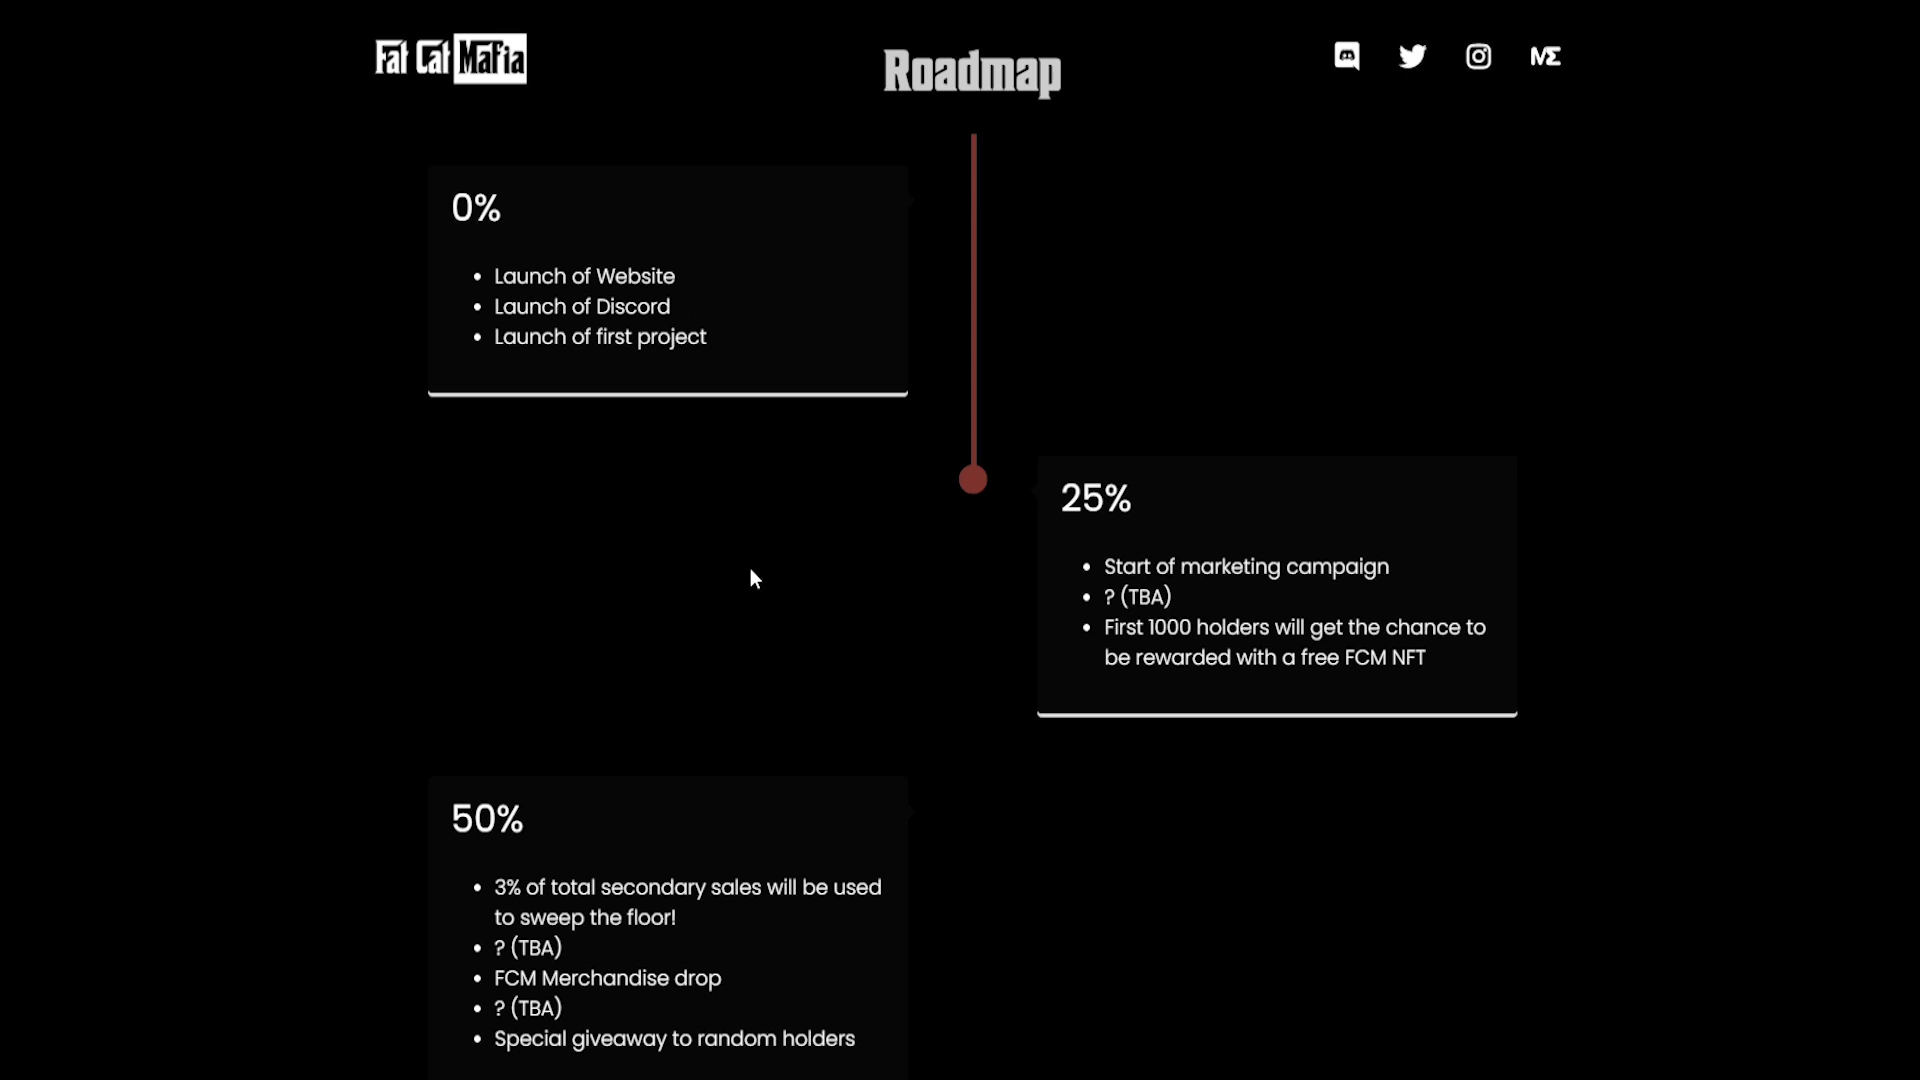 Fat Cat Mafia
Roadmap
0%
• Launch of Website
• Launch of Discord
• Launch of first project
25%
• Start of marketing campaign
• ? (TBA)
• First 1000 holders will get the chance to
be rewarded with a free FCM NFT
50%
• 3% of total secondary sales will be used
to sweep the floor!
• ? (TBA)
• FCM Merchandise drop
• ? (TBA)
• Special giveaway to random holders